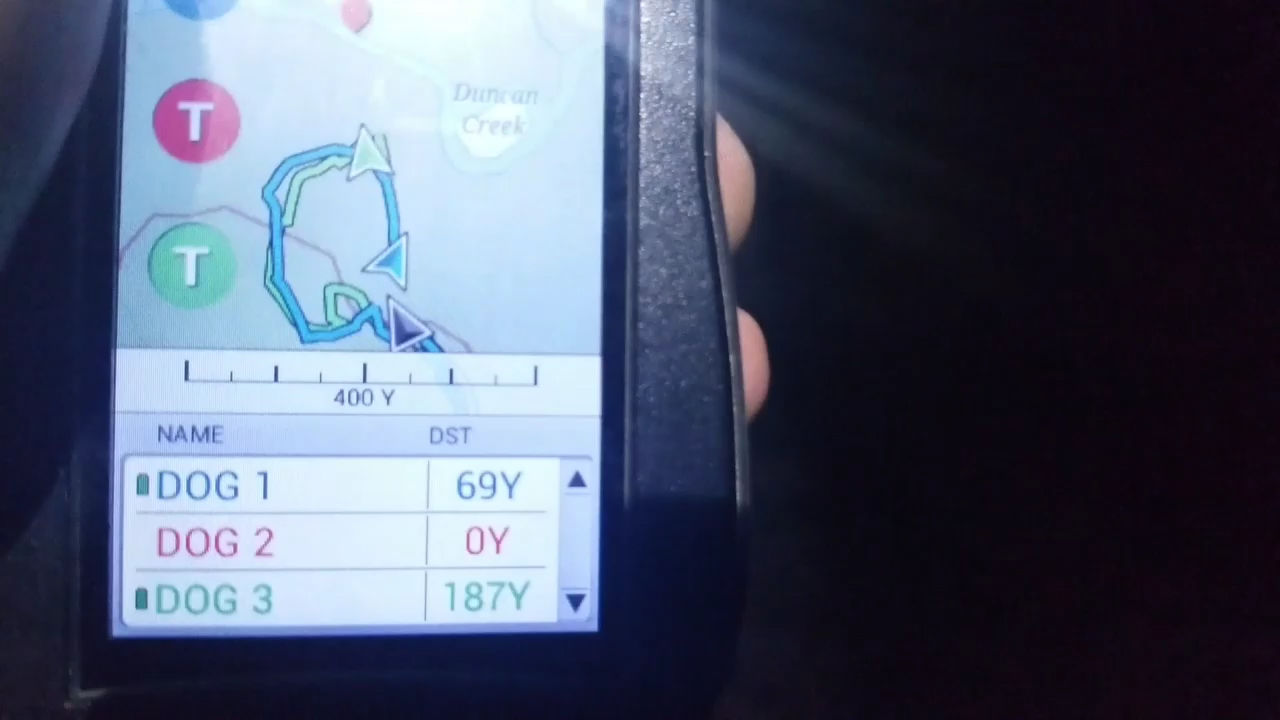 T
Duncan
Creek
T
400 Y
NAME DST
DOG 1 69Y
DOG 2 0Y
DOG 3 187Y